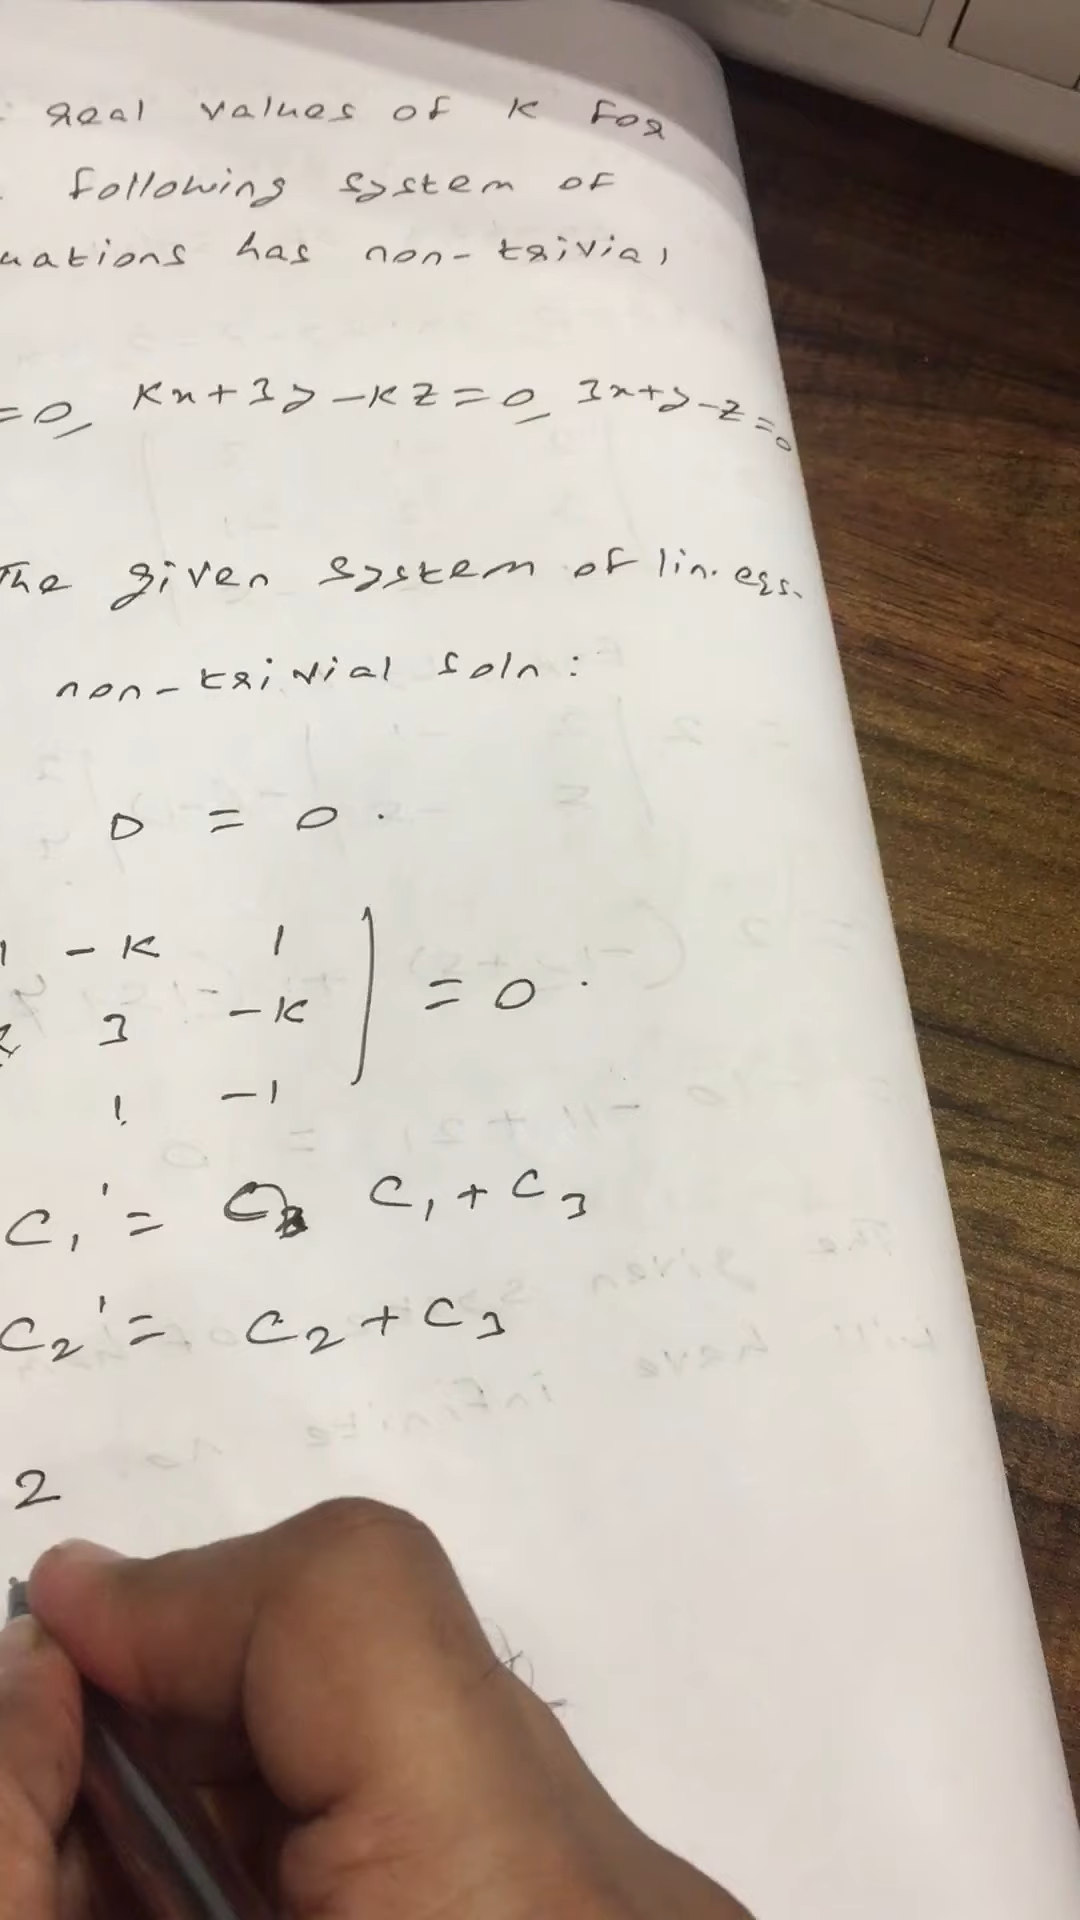 real values of k for
following system of
uations has non-trivial
=0, kx+3y-kz=0, 3x+y-z=0
The given system of lin. eqs.
non-trivial soln:
D = 0.
1 -k 1
3 -k = 0.
1 -1
C₁' = C₁ + C₃
C₂' = C₂ + C₃
2